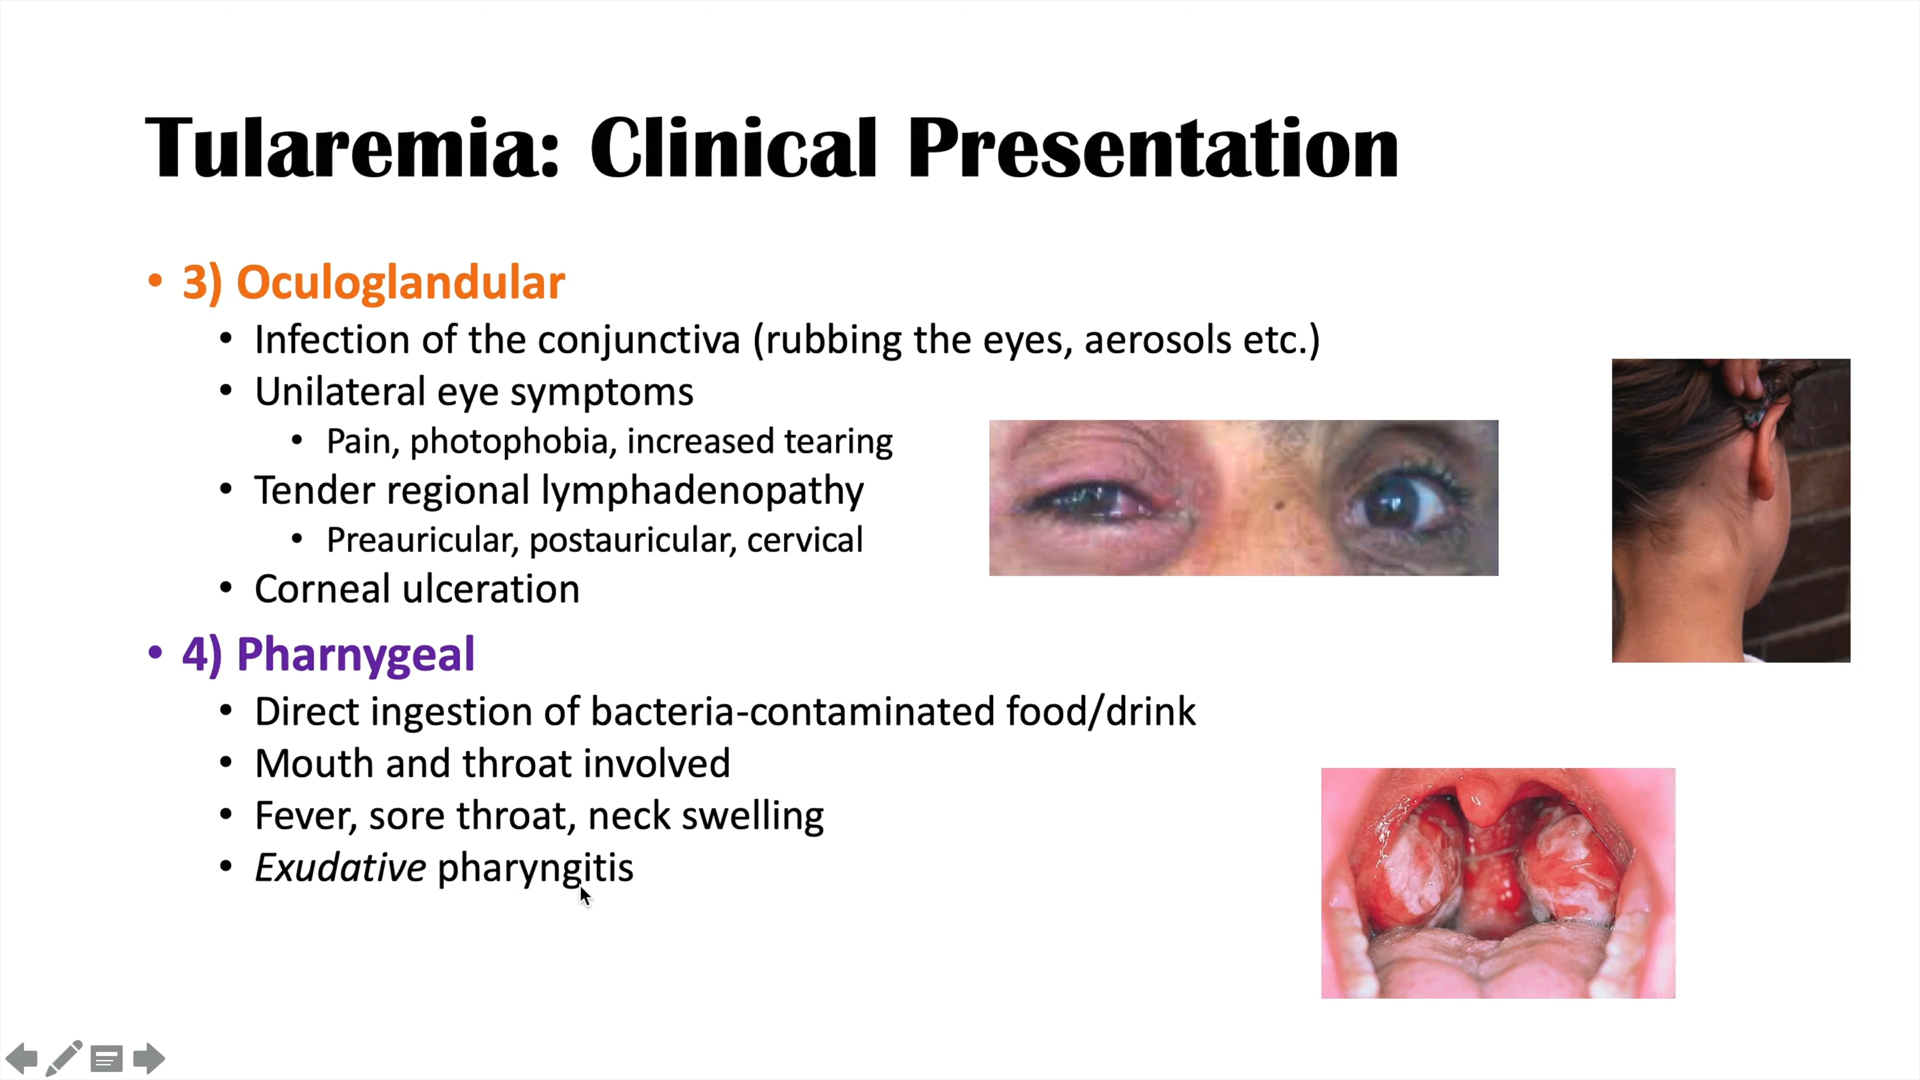 Tularemia: Clinical Presentation
• 3) Oculoglandular
• Infection of the conjunctiva (rubbing the eyes, aerosols etc.)
• Unilateral eye symptoms
• Pain, photophobia, increased tearing
• Tender regional lymphadenopathy
• Preauricular, postauricular, cervical
• Corneal ulceration
• 4) Pharnygeal
• Direct ingestion of bacteria-contaminated food/drink
• Mouth and throat involved
• Fever, sore throat, neck swelling
• Exudative pharyngitis